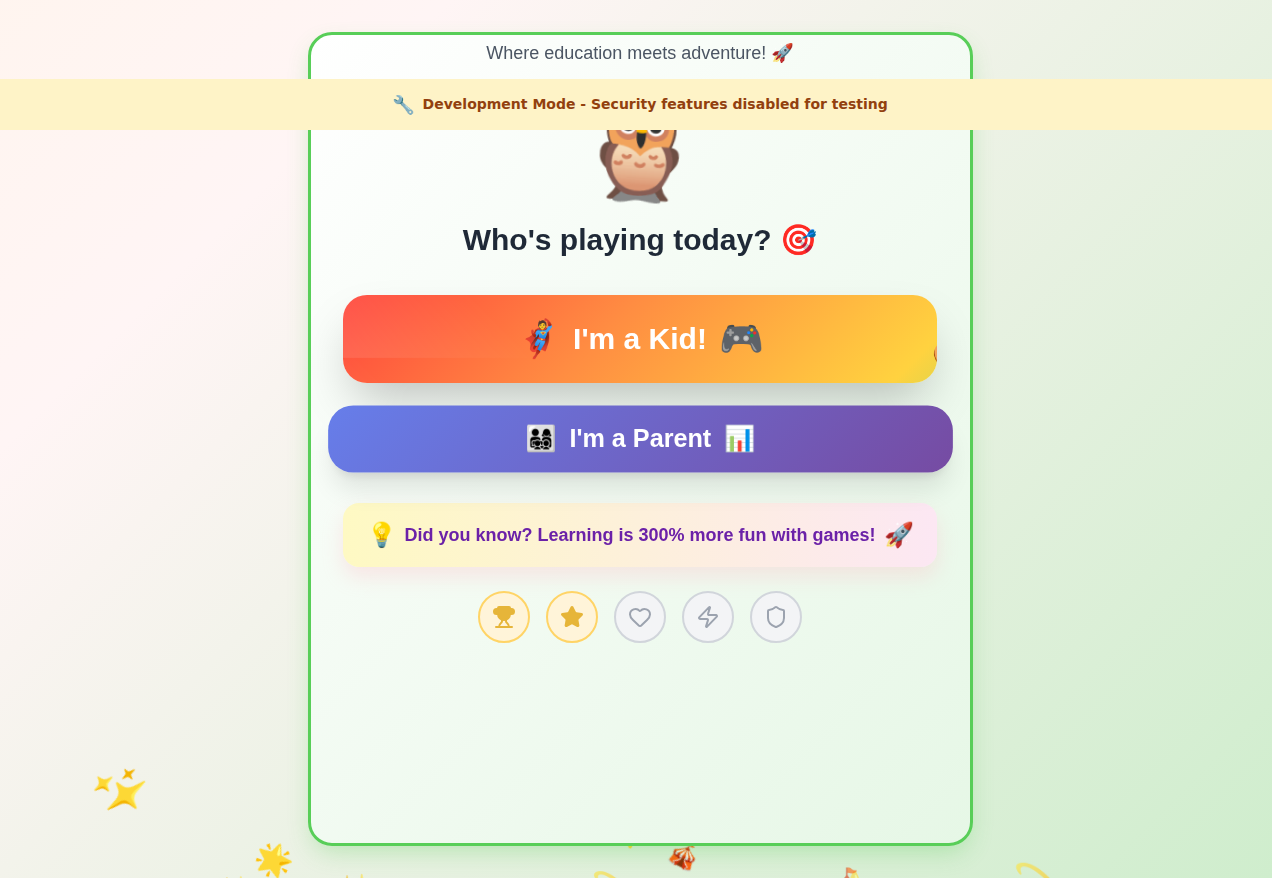 Where education meets adventure! 🚀
🔧 Development Mode - Security features disabled for testing
Who's playing today? 🎯
🦸 I'm a Kid! 🎮
👨‍👩‍👧‍👦 I'm a Parent 📊
💡 Did you know? Learning is 300% more fun with games! 🚀